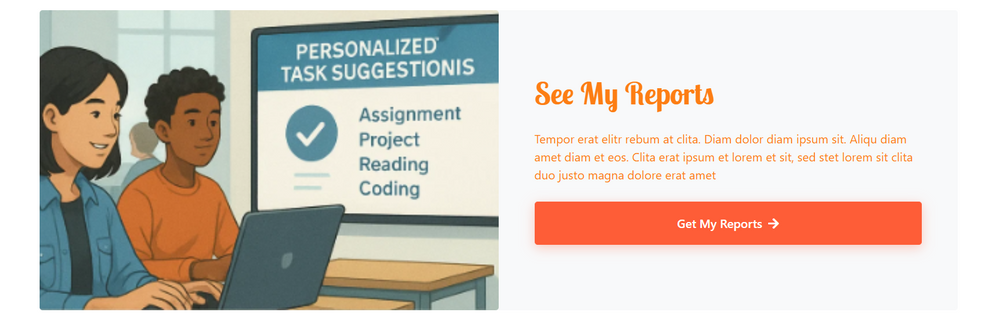 PERSONALIZED
TASK SUGGESTIONIS
Assignment
Project
Reading
Coding
See My Reports
Tempor erat elitr rebum at clita. Diam dolor diam ipsum sit. Aliqu diam
amet diam et eos. Clita erat ipsum et lorem et sit, sed stet lorem sit clita
duo justo magna dolore erat amet
Get My Reports →